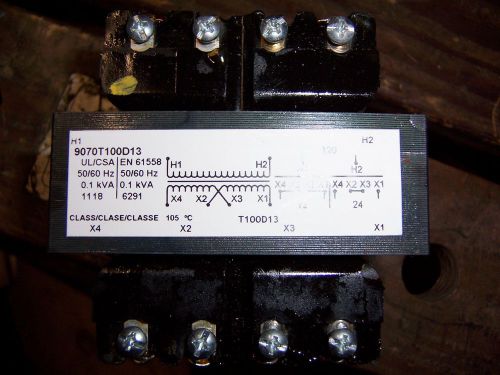 H1 H2
9070T100D13
UL/CSA EN 61558
50/60 Hz 50/60 Hz
0.1 kVA 0.1 kVA
1118 6291
H1 H2
X4 X2 X3 X1
120
H2
X4 X4 X2 X3 X1
12 24
CLASS/CLASE/CLASSE 105 °C T100D13
X4 X2 X3 X1